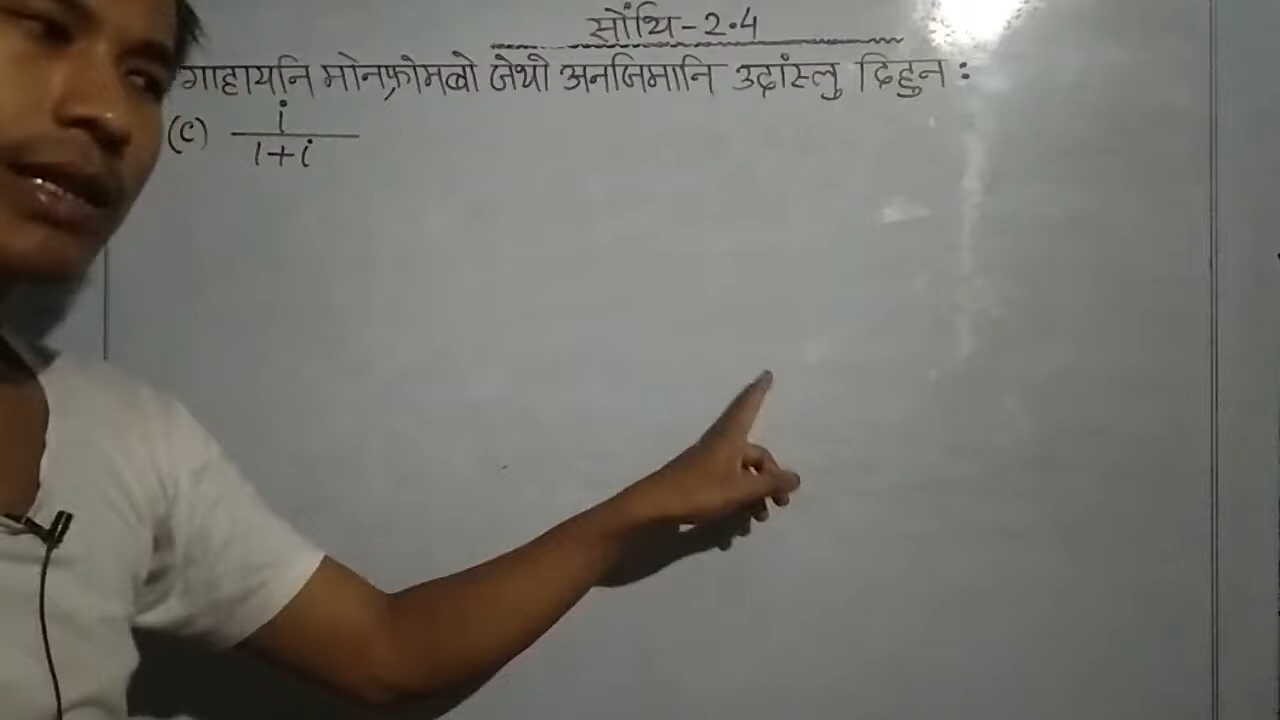 सोंथि-2.4
गाहायनि मोनफ्रोमबो जेथो अनजिमानि उदांस्लु दिहुन :
(c) i
1+i